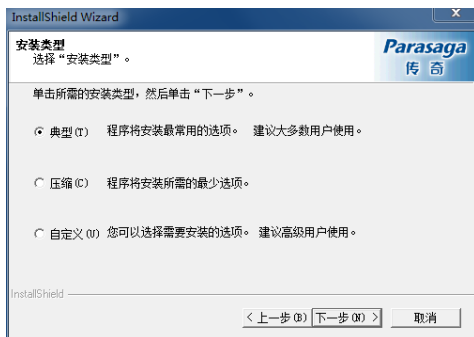 InstallShield Wizard
安装类型
选择“安装类型”。
Parasaga
传奇
单击所需的安装类型，然后单击“下一步”。
典型(T) 程序将安装最常用的选项。 建议大多数用户使用。
压缩(C) 程序将安装所需的最少选项。
自定义(U) 您可以选择需要安装的选项。 建议高级用户使用。
InstallShield
< 上一步(B) 下一步(N) > 取消